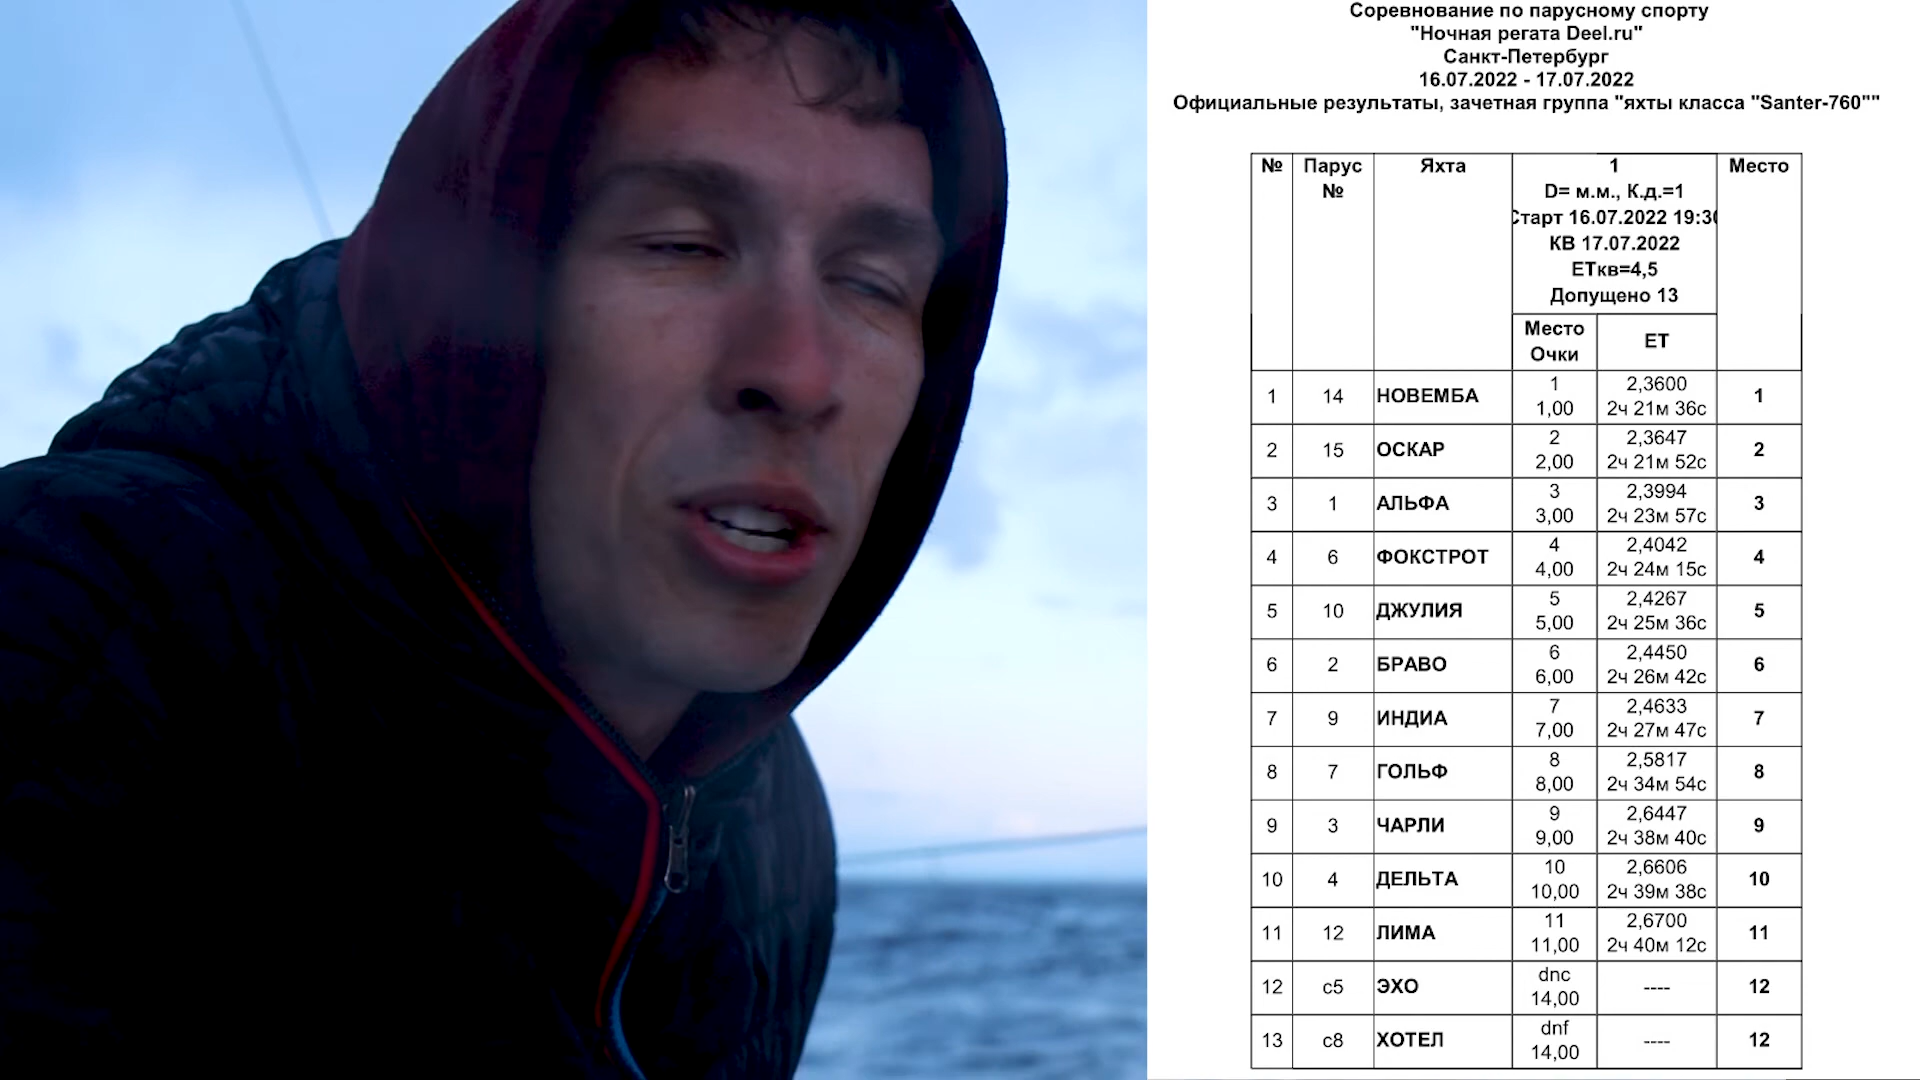 Соревнование по парусному спорту
"Ночная регата Deel.ru"
Санкт-Петербург
16.07.2022 - 17.07.2022
Официальные результаты, зачетная группа "яхты класса "Santer-760""
№ Парус Яхта 1 Место
№ D= м.м., К.д.=1
Старт 16.07.2022 19:30
КВ 17.07.2022
ЕТкв=4,5
Допущено 13
Место ЕТ
Очки
1 14 НОВЕМБА 1 2,3600 1
1,00 2ч 21м 36с
2 15 ОСКАР 2 2,3647 2
2,00 2ч 21м 52с
3 1 АЛЬФА 3 2,3994 3
3,00 2ч 23м 57с
4 6 ФОКСТРОТ 4 2,4042 4
4,00 2ч 24м 15с
5 10 ДЖУЛИЯ 5 2,4267 5
5,00 2ч 25м 36с
6 2 БРАВО 6 2,4450 6
6,00 2ч 26м 42с
7 9 ИНДИА 7 2,4633 7
7,00 2ч 27м 47с
8 7 ГОЛЬФ 8 2,5817 8
8,00 2ч 34м 54с
9 3 ЧАРЛИ 9 2,6447 9
9,00 2ч 38м 40с
10 4 ДЕЛЬТА 10 2,6606 10
10,00 2ч 39м 38с
11 12 ЛИМА 11 2,6700 11
11,00 2ч 40м 12с
12 с5 ЭХО dnc ---- 12
14,00
13 с8 ХОТЕЛ dnf ---- 12
14,00